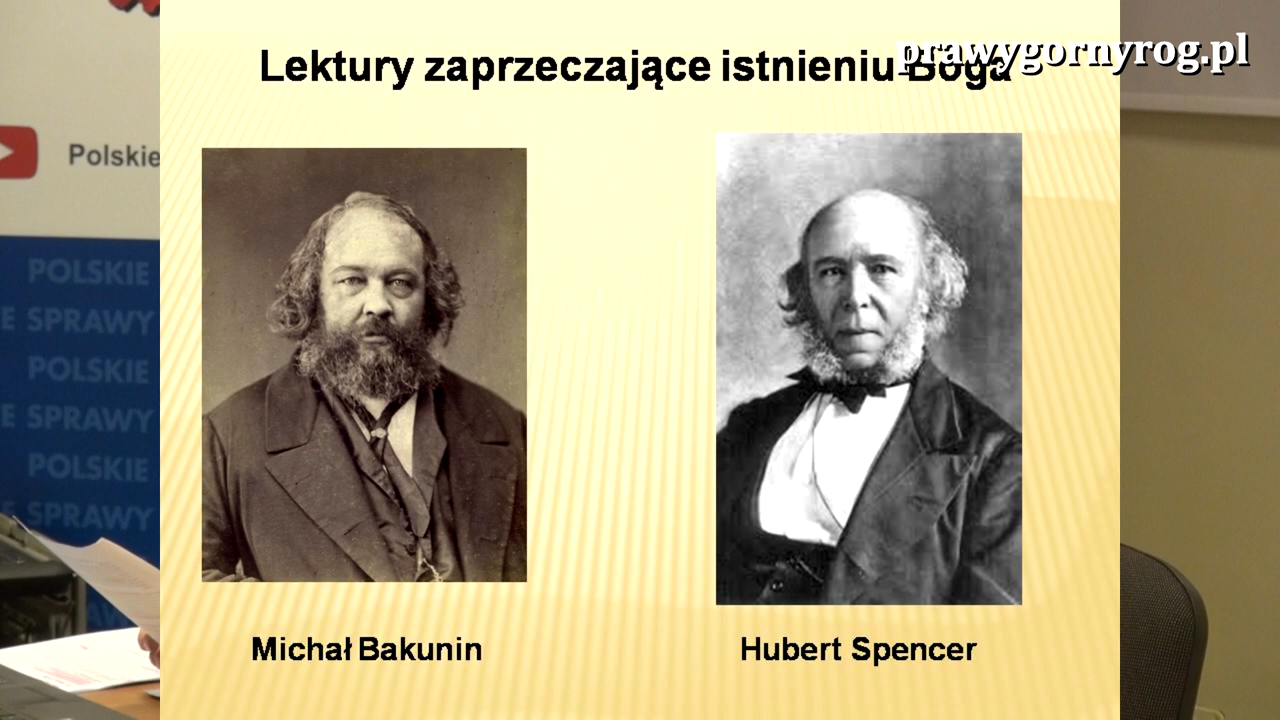 Lektury zaprzeczające istnieniu Boga
prawygornyrog.pl
Polskie
POLSKIE
E SPRAWY
POLSKIE
E SPRAWY
POLSKIE
E SPRAWY
Michał Bakunin
Hubert Spencer